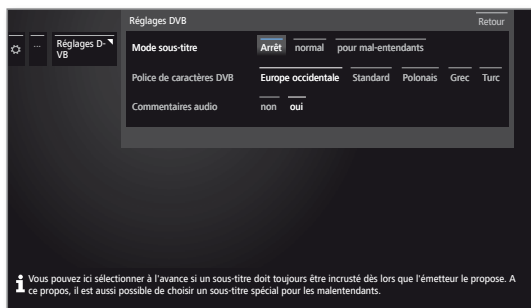 Réglages DVB Retour
... Réglages D-
VB
Mode sous-titre Arrêt normal pour mal-entendants
Police de caractères DVB Europe occidentale Standard Polonais Grec Turc
Commentaires audio non oui
Vous pouvez ici sélectionner à l'avance si un sous-titre doit toujours être incrusté dès lors que l'émetteur le propose. A
ce propos, il est aussi possible de choisir un sous-titre spécial pour les malentendants.